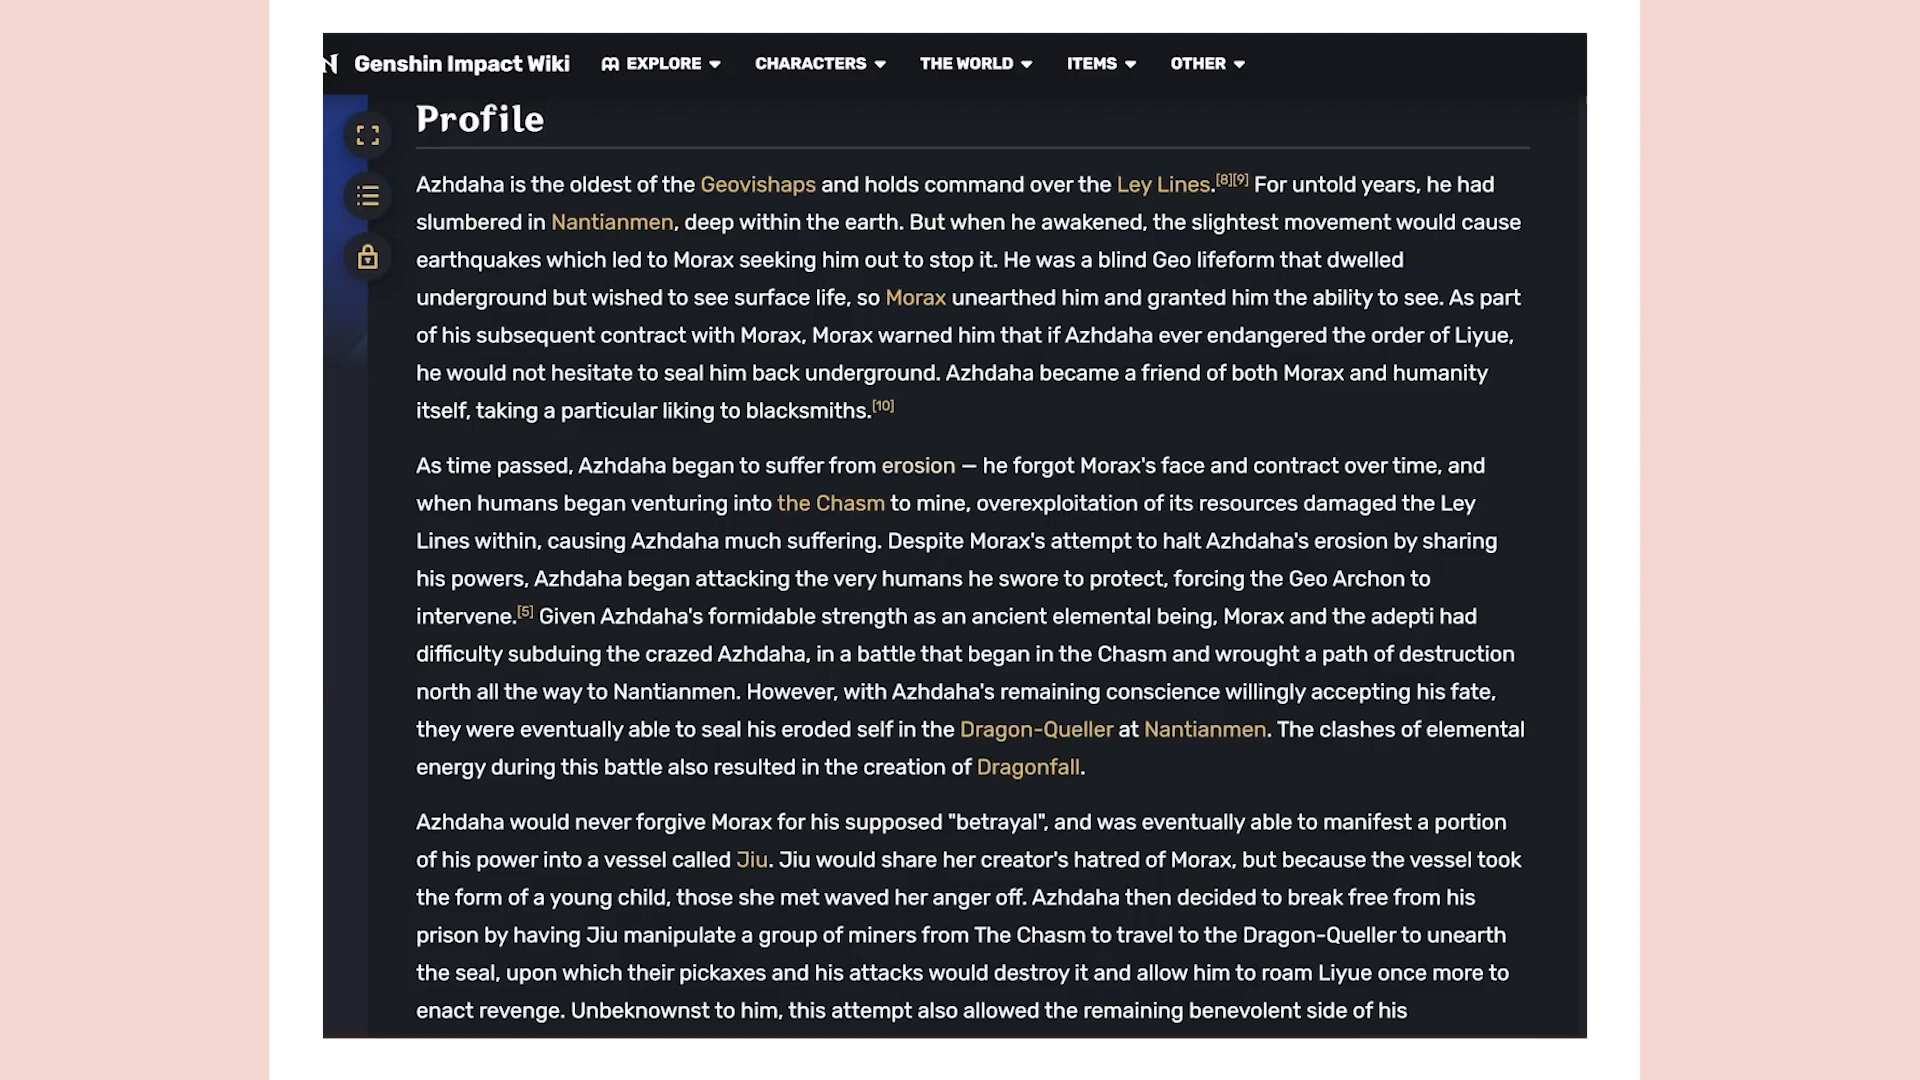 Genshin Impact Wiki EXPLORE CHARACTERS THE WORLD ITEMS OTHER
Profile
Azhdaha is the oldest of the Geovishaps and holds command over the Ley Lines.[8][9] For untold years, he had
slumbered in Nantianmen, deep within the earth. But when he awakened, the slightest movement would cause
earthquakes which led to Morax seeking him out to stop it. He was a blind Geo lifeform that dwelled
underground but wished to see surface life, so Morax unearthed him and granted him the ability to see. As part
of his subsequent contract with Morax, Morax warned him that if Azhdaha ever endangered the order of Liyue,
he would not hesitate to seal him back underground. Azhdaha became a friend of both Morax and humanity
itself, taking a particular liking to blacksmiths.[10]
As time passed, Azhdaha began to suffer from erosion — he forgot Morax's face and contract over time, and
when humans began venturing into the Chasm to mine, overexploitation of its resources damaged the Ley
Lines within, causing Azhdaha much suffering. Despite Morax's attempt to halt Azhdaha's erosion by sharing
his powers, Azhdaha began attacking the very humans he swore to protect, forcing the Geo Archon to
intervene.[5] Given Azhdaha's formidable strength as an ancient elemental being, Morax and the adepti had
difficulty subduing the crazed Azhdaha, in a battle that began in the Chasm and wrought a path of destruction
north all the way to Nantianmen. However, with Azhdaha's remaining conscience willingly accepting his fate,
they were eventually able to seal his eroded self in the Dragon-Queller at Nantianmen. The clashes of elemental
energy during this battle also resulted in the creation of Dragonfall.
Azhdaha would never forgive Morax for his supposed "betrayal", and was eventually able to manifest a portion
of his power into a vessel called Jiu. Jiu would share her creator's hatred of Morax, but because the vessel took
the form of a young child, those she met waved her anger off. Azhdaha then decided to break free from his
prison by having Jiu manipulate a group of miners from The Chasm to travel to the Dragon-Queller to unearth
the seal, upon which their pickaxes and his attacks would destroy it and allow him to roam Liyue once more to
enact revenge. Unbeknownst to him, this attempt also allowed the remaining benevolent side of his